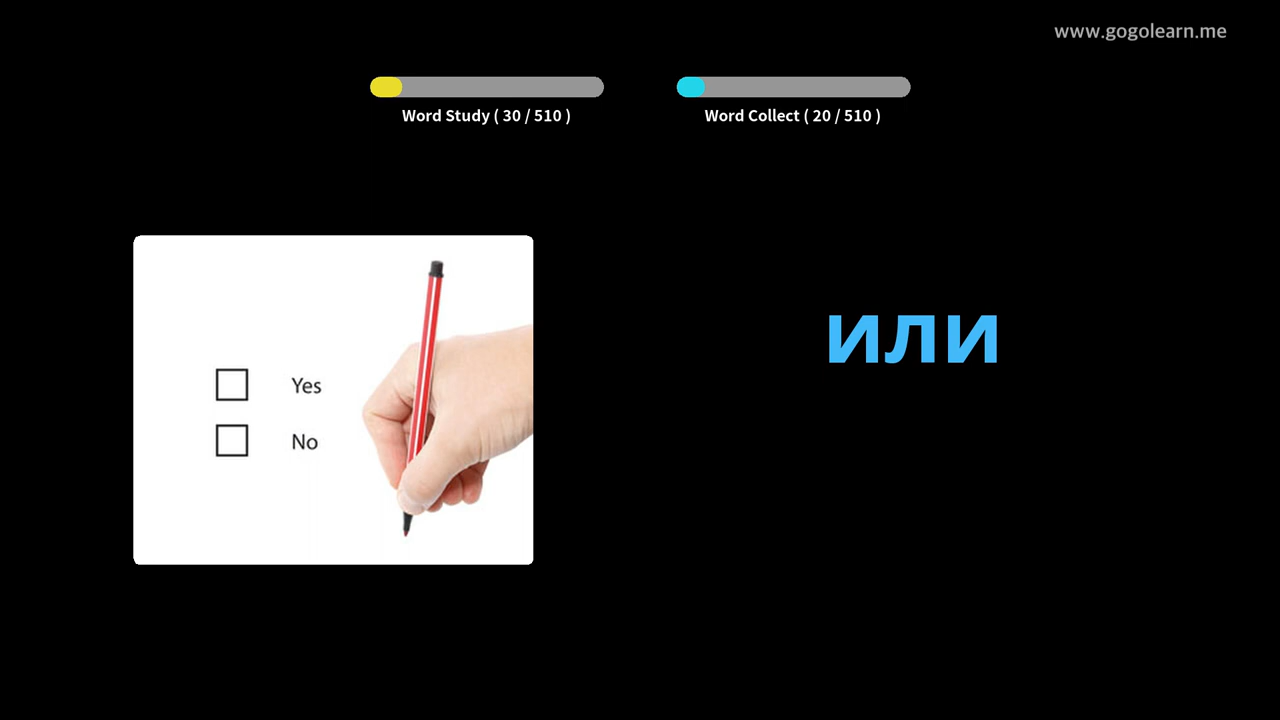 www.gogolearn.me
Word Study ( 30 / 510 )
Word Collect ( 20 / 510 )
или
Yes
No